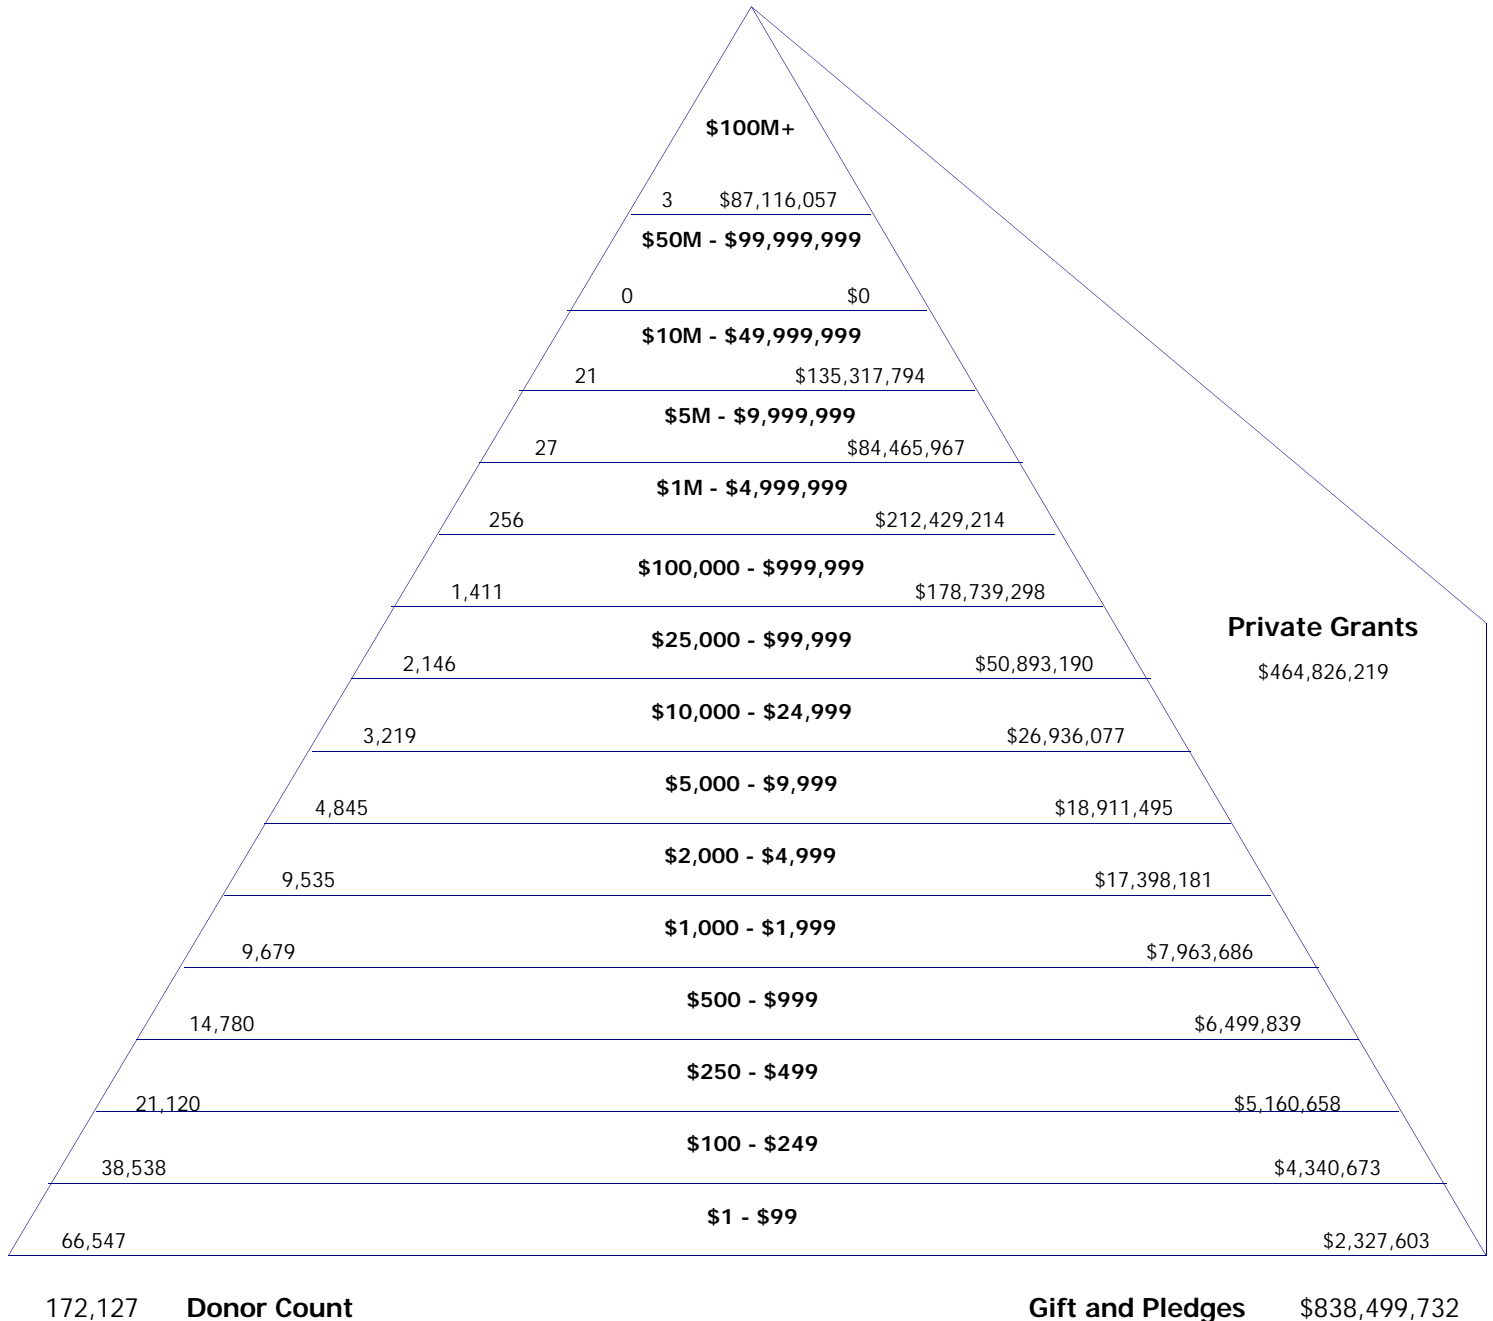 $100M+
3 $87,116,057
$50M - $99,999,999
0 $0
$10M - $49,999,999
21 $135,317,794
$5M - $9,999,999
27 $84,465,967
$1M - $4,999,999
256 $212,429,214
$100,000 - $999,999
1,411 $178,739,298
Private Grants
$25,000 - $99,999
2,146 $50,893,190
$464,826,219
$10,000 - $24,999
3,219 $26,936,077
$5,000 - $9,999
4,845 $18,911,495
$2,000 - $4,999
9,535 $17,398,181
$1,000 - $1,999
9,679 $7,963,686
$500 - $999
14,780 $6,499,839
$250 - $499
21,120 $5,160,658
$100 - $249
38,538 $4,340,673
$1 - $99
66,547 $2,327,603
172,127 Donor Count Gift and Pledges $838,499,732